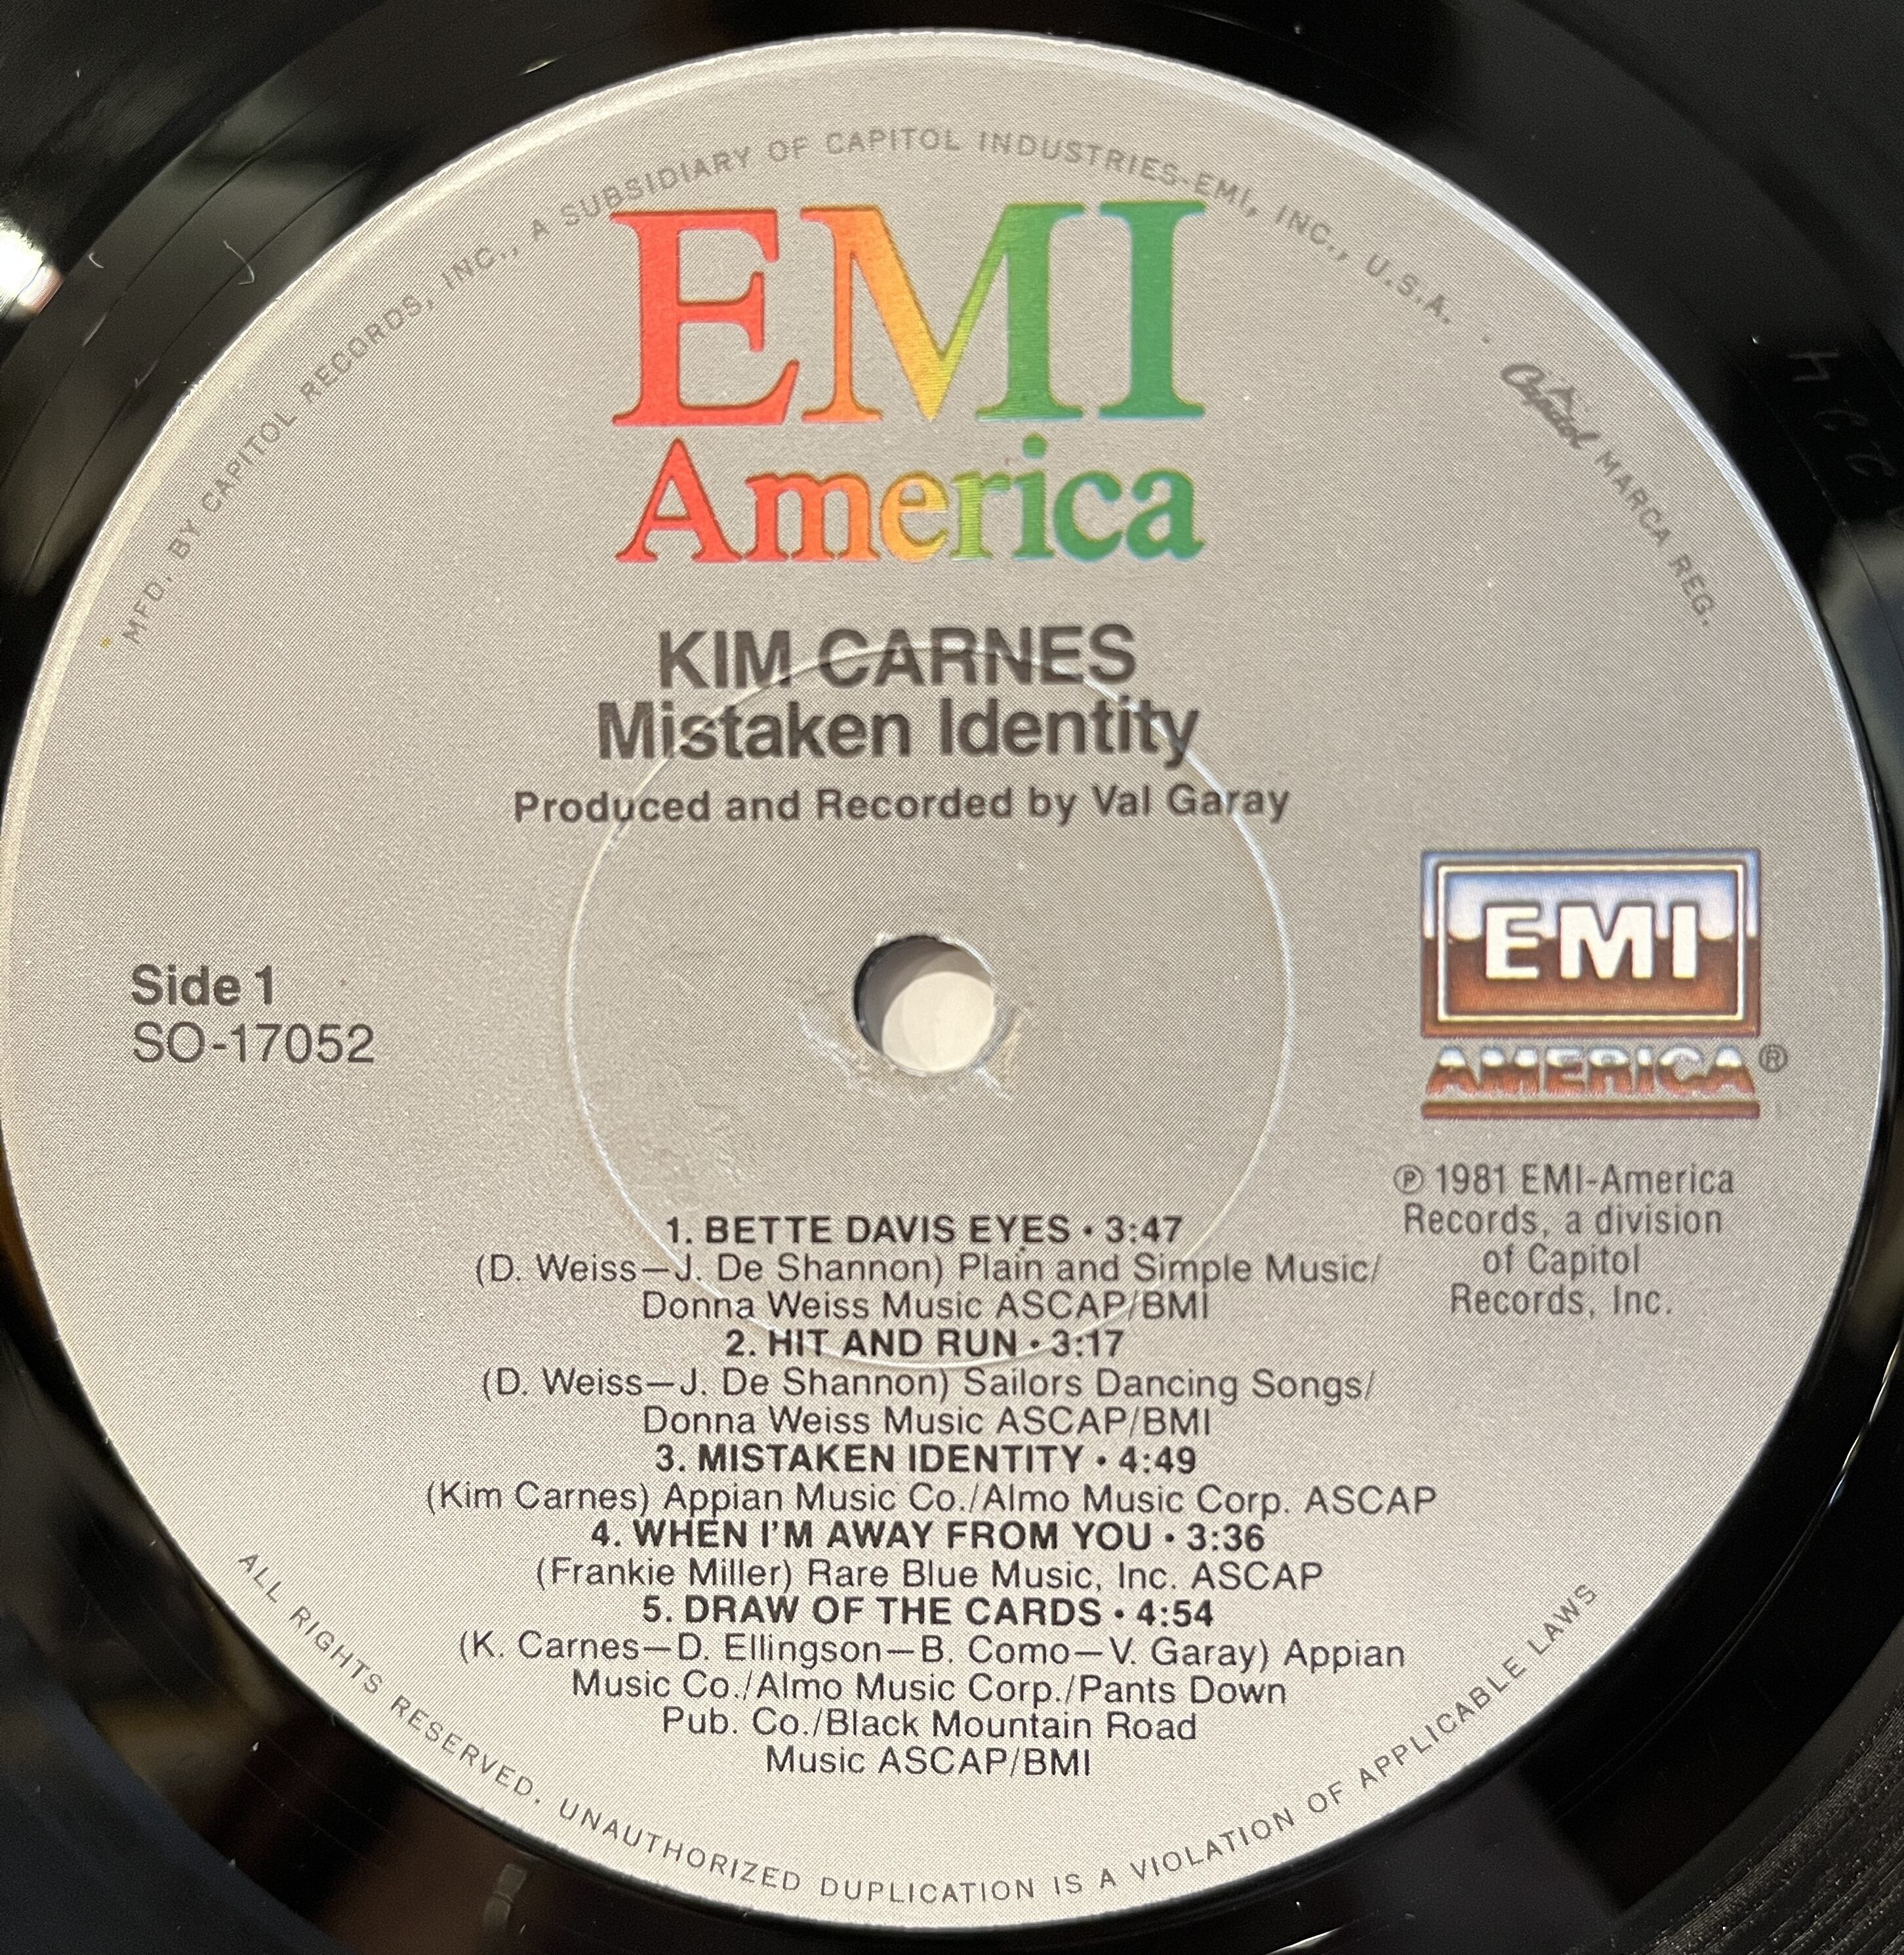 MFD. BY CAPITOL RECORDS, INC., A SUBSIDIARY OF CAPITOL INDUSTRIES-EMI, INC., U.S.A. · Capitol MARCA REG.
EMI
America
KIM CARNES
Mistaken Identity
Produced and Recorded by Val Garay
Side 1
SO-17052
EMI
AMERICA®
℗ 1981 EMI-America
Records, a division
of Capitol
Records, Inc.
1. BETTE DAVIS EYES • 3:47
(D. Weiss—J. De Shannon) Plain and Simple Music/
Donna Weiss Music ASCAP/BMI
2. HIT AND RUN • 3:17
(D. Weiss—J. De Shannon) Sailors Dancing Songs/
Donna Weiss Music ASCAP/BMI
3. MISTAKEN IDENTITY • 4:49
(Kim Carnes) Appian Music Co./Almo Music Corp. ASCAP
4. WHEN I'M AWAY FROM YOU • 3:36
(Frankie Miller) Rare Blue Music, Inc. ASCAP
5. DRAW OF THE CARDS • 4:54
(K. Carnes—D. Ellingson—B. Como—V. Garay) Appian
Music Co./Almo Music Corp./Pants Down
Pub. Co./Black Mountain Road
Music ASCAP/BMI
ALL RIGHTS RESERVED. UNAUTHORIZED DUPLICATION IS A VIOLATION OF APPLICABLE LAWS